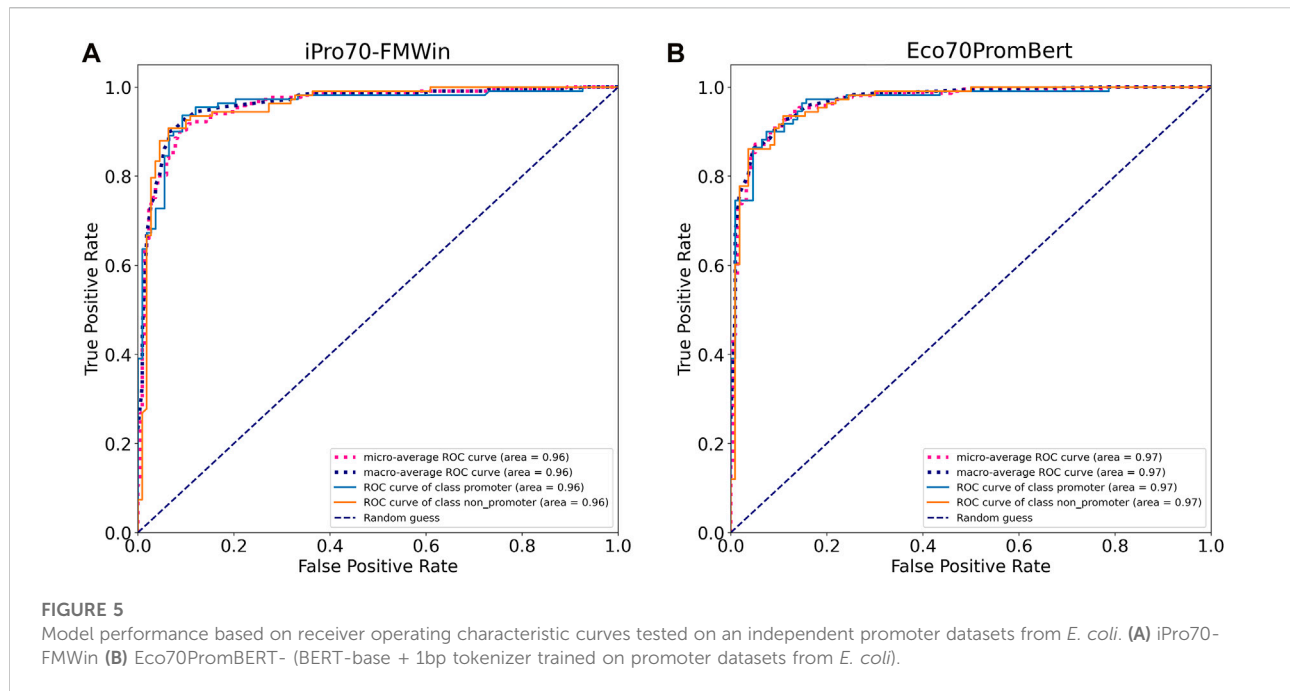 A
iPro70-FMWin
True Positive Rate
1.0
0.8
0.6
0.4
0.2
0.0
0.0 0.2 0.4 0.6 0.8 1.0
False Positive Rate
micro-average ROC curve (area = 0.96)
macro-average ROC curve (area = 0.96)
ROC curve of class promoter (area = 0.96)
ROC curve of class non_promoter (area = 0.96)
Random guess
B
Eco70PromBert
True Positive Rate
1.0
0.8
0.6
0.4
0.2
0.0
0.0 0.2 0.4 0.6 0.8 1.0
False Positive Rate
micro-average ROC curve (area = 0.97)
macro-average ROC curve (area = 0.97)
ROC curve of class promoter (area = 0.97)
ROC curve of class non_promoter (area = 0.97)
Random guess
FIGURE 5
Model performance based on receiver operating characteristic curves tested on an independent promoter datasets from E. coli. (A) iPro70-
FMWin (B) Eco70PromBERT- (BERT-base + 1bp tokenizer trained on promoter datasets from E. coli).